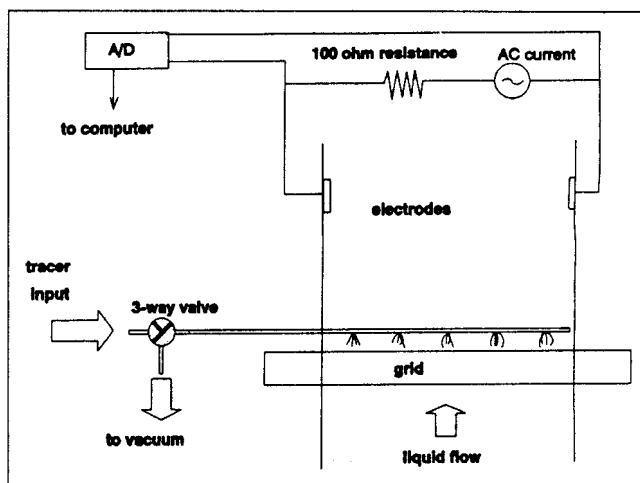 A/D
100 ohm resistance
AC current
to computer
electrodes
tracer
input
3-way valve
grid
to vacuum
liquid flow